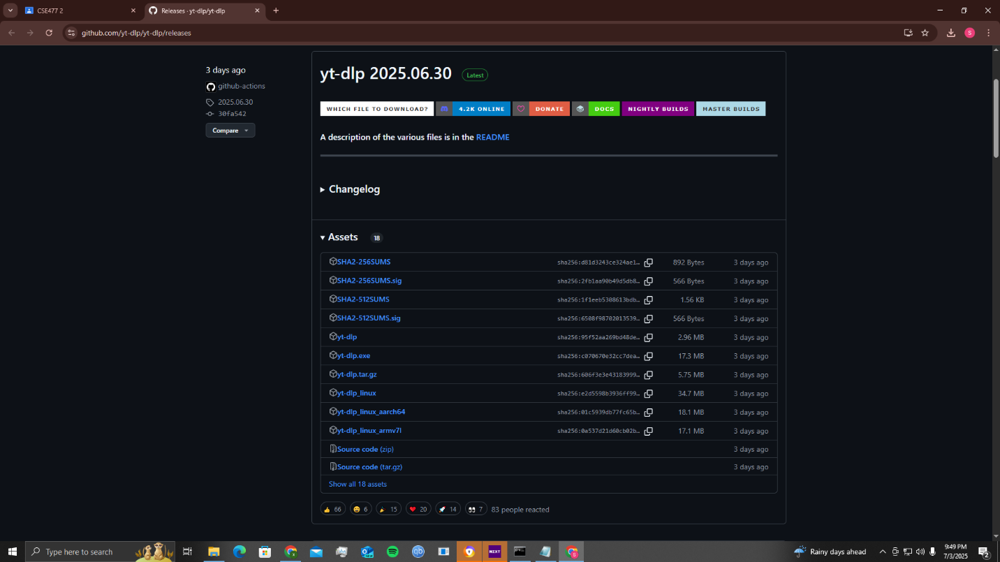 CSE477 2
Releases · yt-dlp/yt-dlp
github.com/yt-dlp/yt-dlp/releases
S
3 days ago
github-actions
2025.06.30
30fa542
Compare
yt-dlp 2025.06.30
Latest
WHICH FILE TO DOWNLOAD?
4.2K ONLINE
DONATE
DOCS
NIGHTLY BUILDS
MASTER BUILDS
A description of the various files is in the README
Changelog
Assets 18
SHA2-256SUMS sha256:d81d3243ce324ae1… 892 Bytes 3 days ago
SHA2-256SUMS.sig sha256:2fb1aa90b49d5db8… 566 Bytes 3 days ago
SHA2-512SUMS sha256:1f1eeb5308613bdb… 1.56 KB 3 days ago
SHA2-512SUMS.sig sha256:6508f98702013539… 566 Bytes 3 days ago
yt-dlp sha256:95f52aa269bd48de… 2.96 MB 3 days ago
yt-dlp.exe sha256:c070670e32cc7dea… 17.3 MB 3 days ago
yt-dlp.tar.gz sha256:606f3e3e43183999… 5.75 MB 3 days ago
yt-dlp_linux sha256:e2d5598b3936ff99… 34.7 MB 3 days ago
yt-dlp_linux_aarch64 sha256:01c5939db77fc65b… 18.1 MB 3 days ago
yt-dlp_linux_armv7l sha256:0a537d21d60cb02b… 17.1 MB 3 days ago
Source code (zip) 3 days ago
Source code (tar.gz) 3 days ago
Show all 18 assets
66 6 15 20 14 7 83 people reacted
Type here to search
qb
NEXT
S
Rainy days ahead
9:49 PM
7/3/2025
2